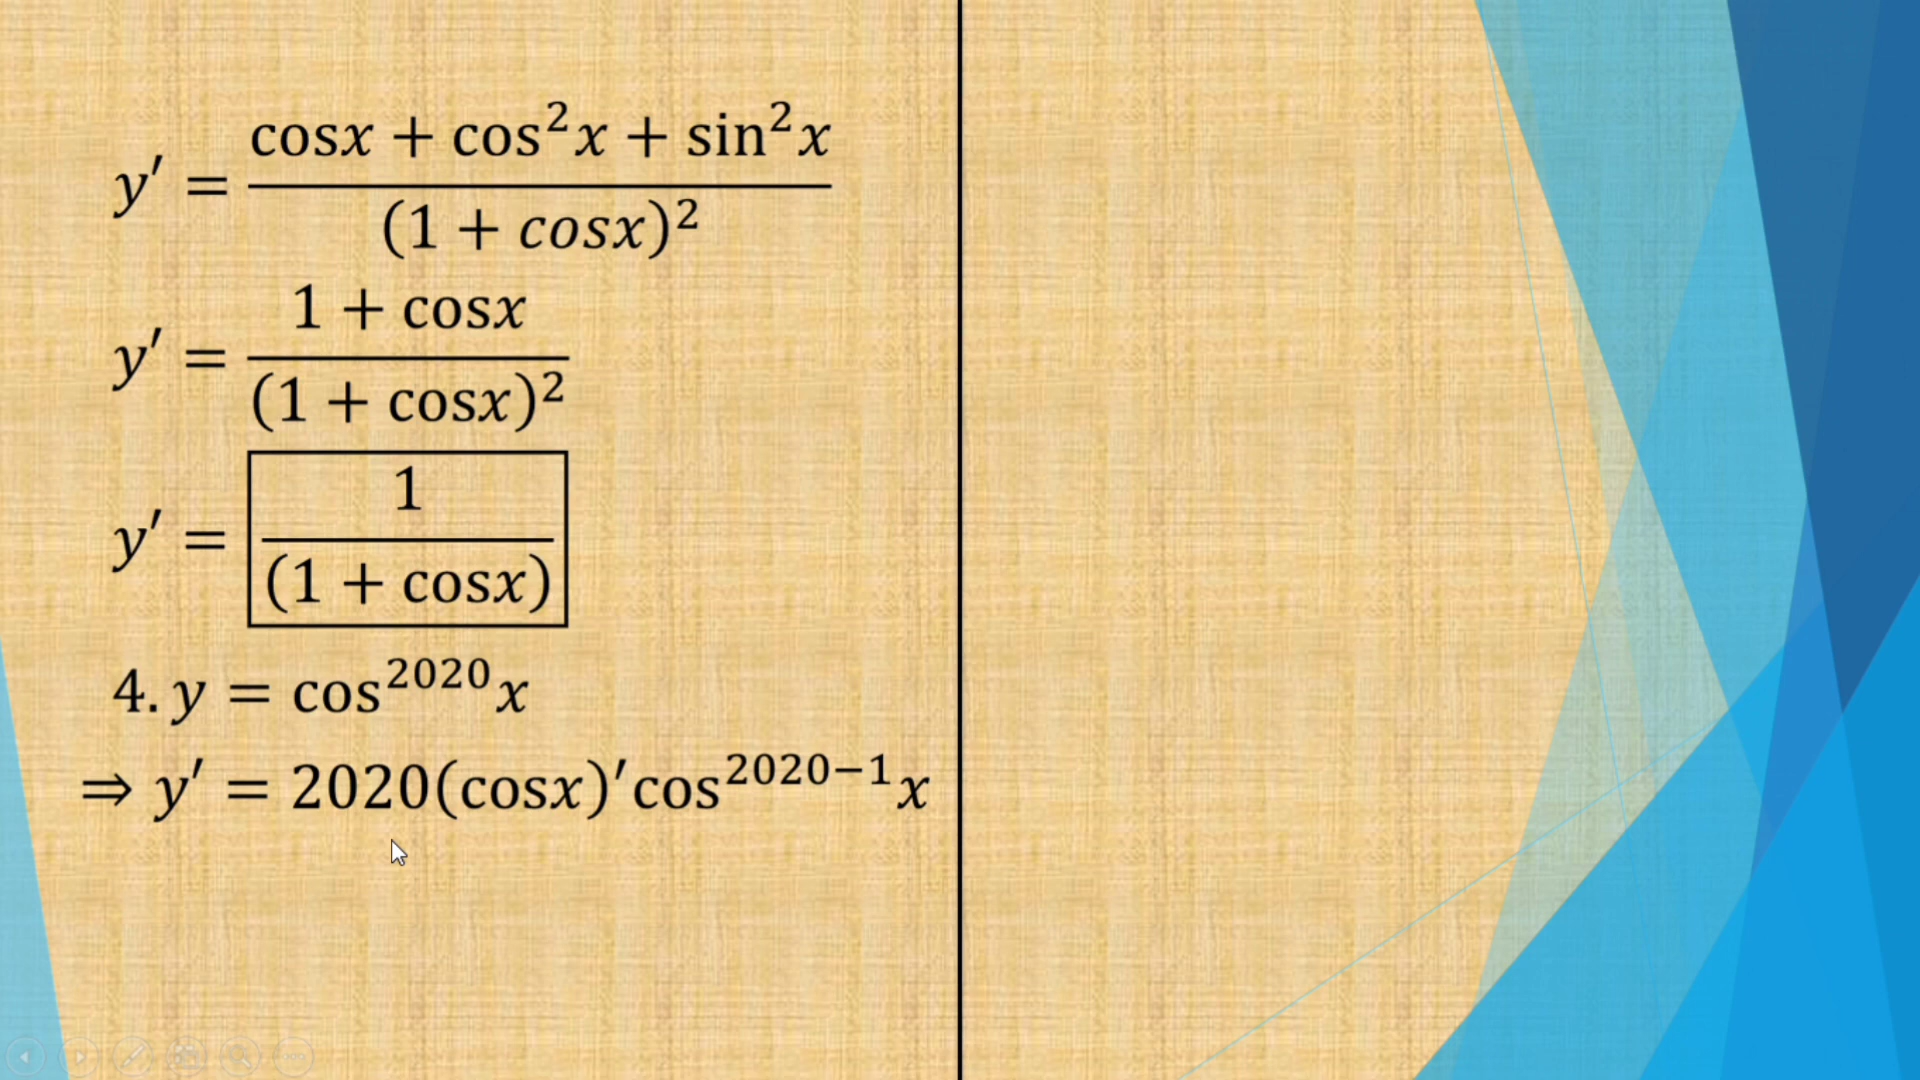 y′ = (cosx + cos²x + sin²x)/(1 + cosx)²
y′ = (1 + cosx)/(1 + cosx)²
y′ = 1/(1 + cosx)
4. y = cos²⁰²⁰x
⇒ y′ = 2020(cosx)′cos²⁰²⁰⁻¹x